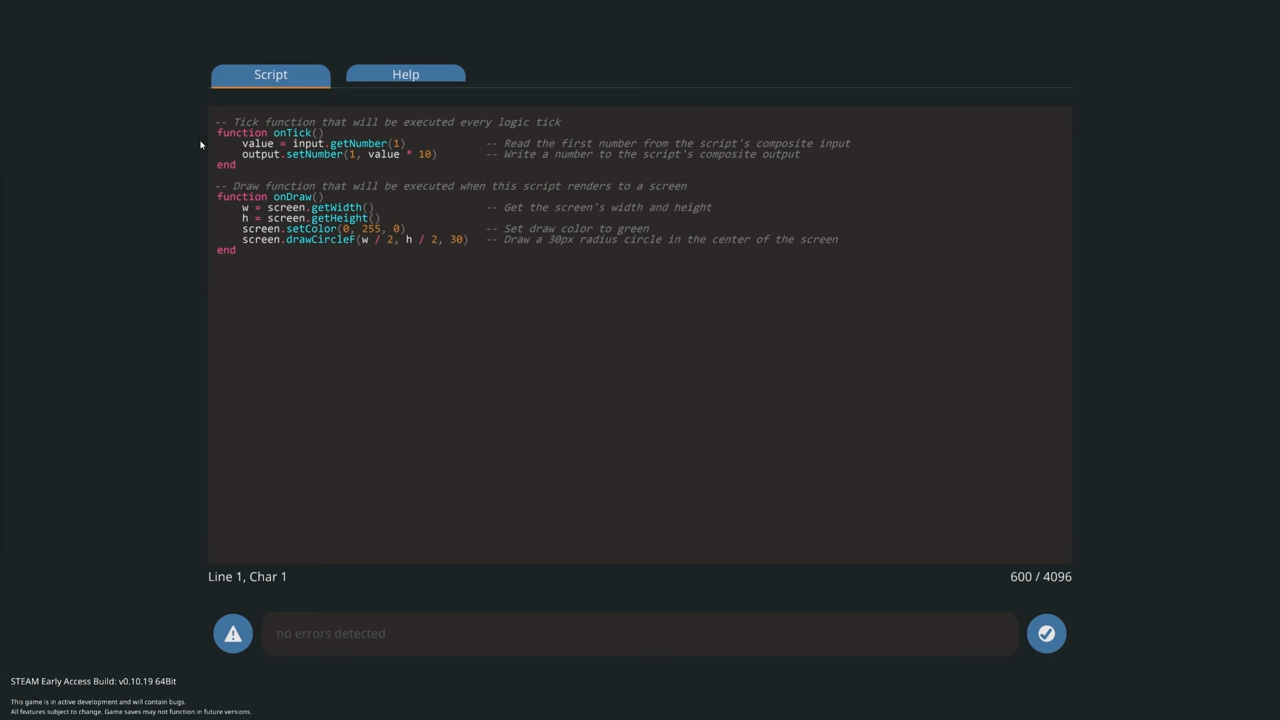 Script Help
-- Tick function that will be executed every logic tick
function onTick()
    value = input.getNumber(1)             -- Read the first number from the script's composite input
    output.setNumber(1, value * 10)        -- Write a number to the script's composite output
end

-- Draw function that will be executed when this script renders to a screen
function onDraw()
    w = screen.getWidth()                  -- Get the screen's width and height
    h = screen.getHeight()
    screen.setColor(0, 255, 0)             -- Set draw color to green
    screen.drawCircleF(w / 2, h / 2, 30)   -- Draw a 30px radius circle in the center of the screen
end
Line 1, Char 1 600 / 4096
no errors detected
STEAM Early Access Build: v0.10.19 64Bit
This game is in active development and will contain bugs.
All features subject to change. Game saves may not function in future versions.